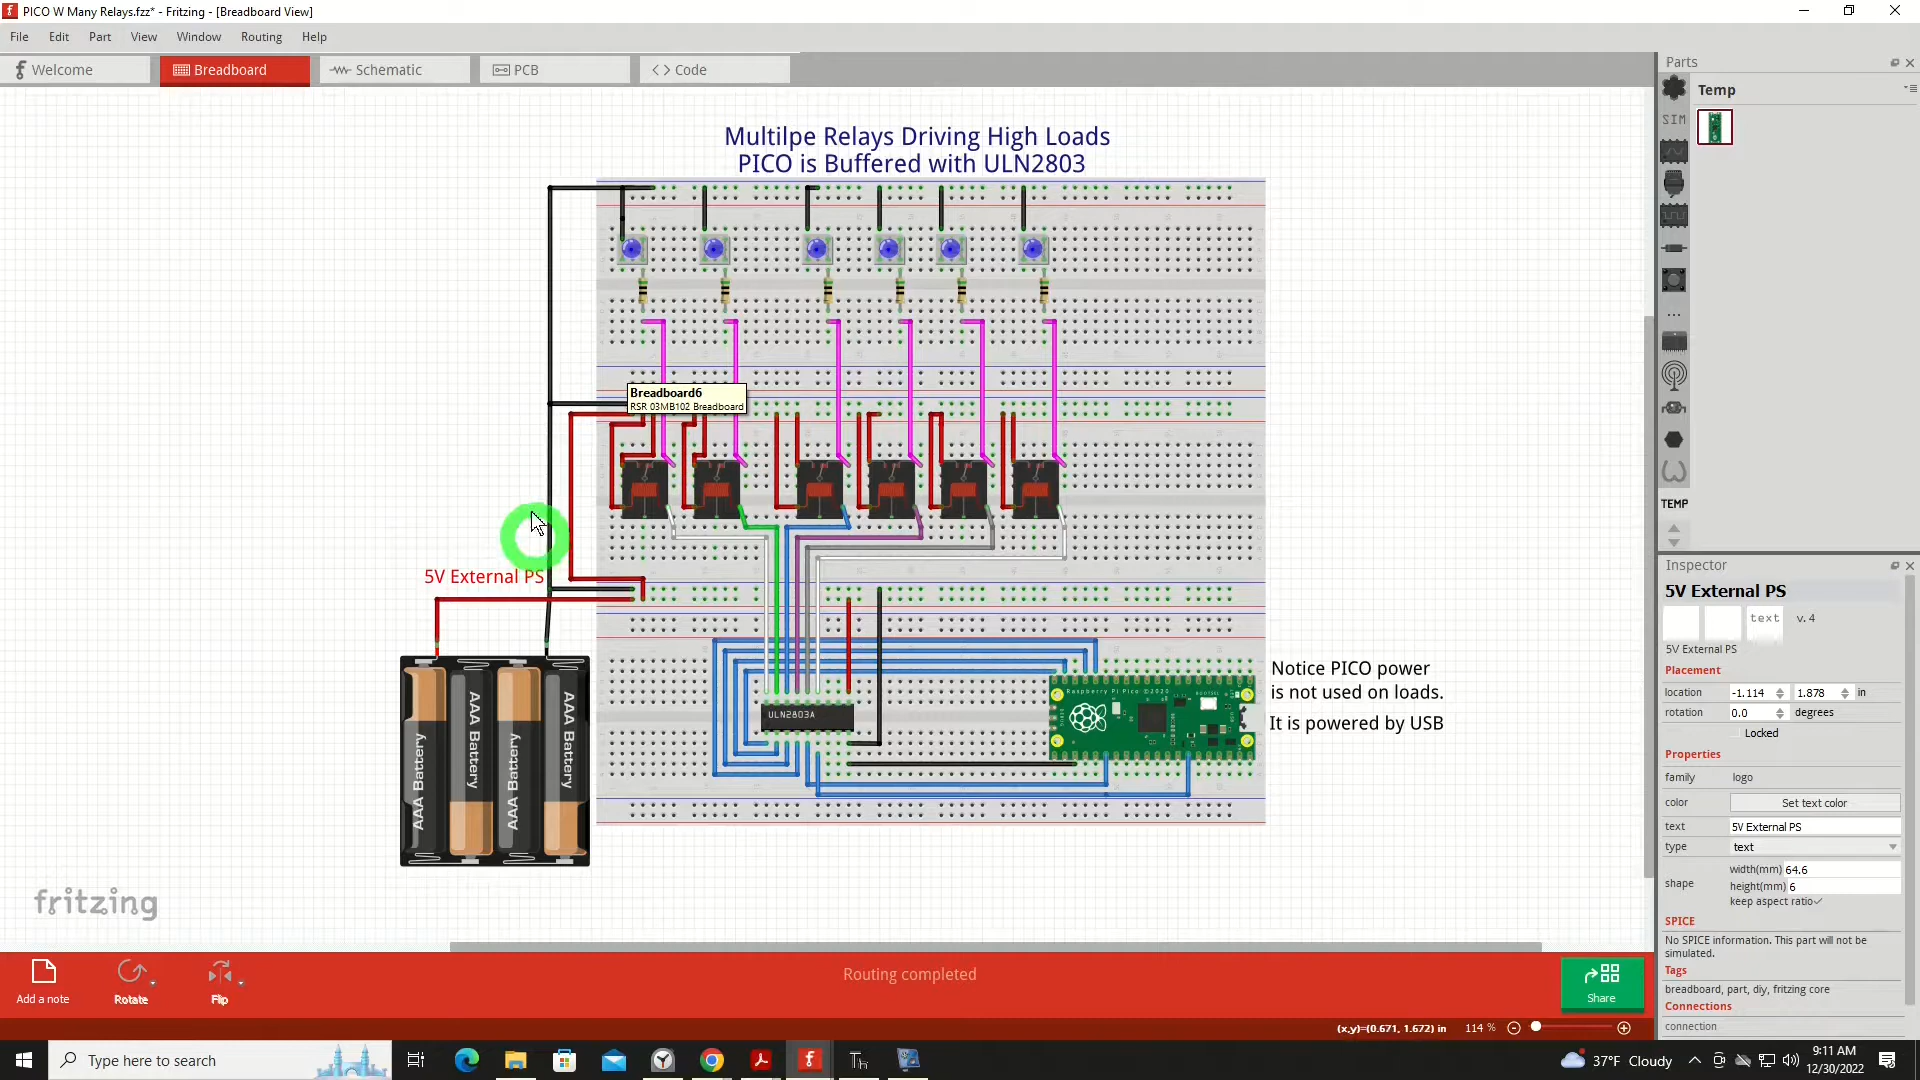 PICO W Many Relays.fzz* - Fritzing - [Breadboard View]
File Edit Part View Window Routing Help
Welcome
Breadboard
Schematic
PCB
Code
Parts
Temp
SIM
TEMP
Multilpe Relays Driving High Loads
PICO is Buffered with ULN2803
Breadboard6
RSR 03MB102 Breadboard
5V External PS
AAA Battery
AAA Battery
AAA Battery
AAA Battery
ULN2803A
Raspberry Pi Pico ©2020
Notice PICO power
is not used on loads.
It is powered by USB
fritzing
Inspector
5V External PS
text
v. 4
5V External PS
Placement
location -1.114 1.878 in
rotation 0.0 degrees
Locked
Properties
family logo
color Set text color
text 5V External PS
type text
shape
width(mm) 64.6
height(mm) 6
keep aspect ratio✓
SPICE
No SPICE information. This part will not be
simulated.
Tags
breadboard, part, diy, fritzing core
Connections
connection
Add a note
Rotate
Flip
Routing completed
Share
(x,y)=(0.671, 1.672) in 114 %
Type here to search
37°F Cloudy
9:11 AM
12/30/2022